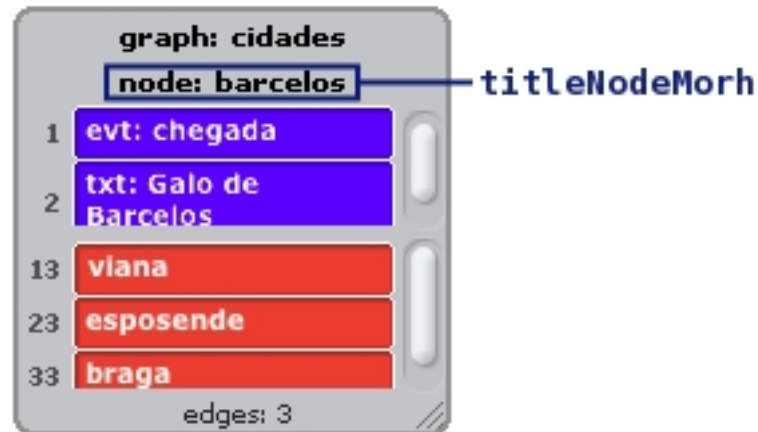 graph: cidades
node: barcelos
titleNodeMorh
1 evt: chegada
2 txt: Galo de
Barcelos
13 viana
23 esposende
33 braga
edges: 3